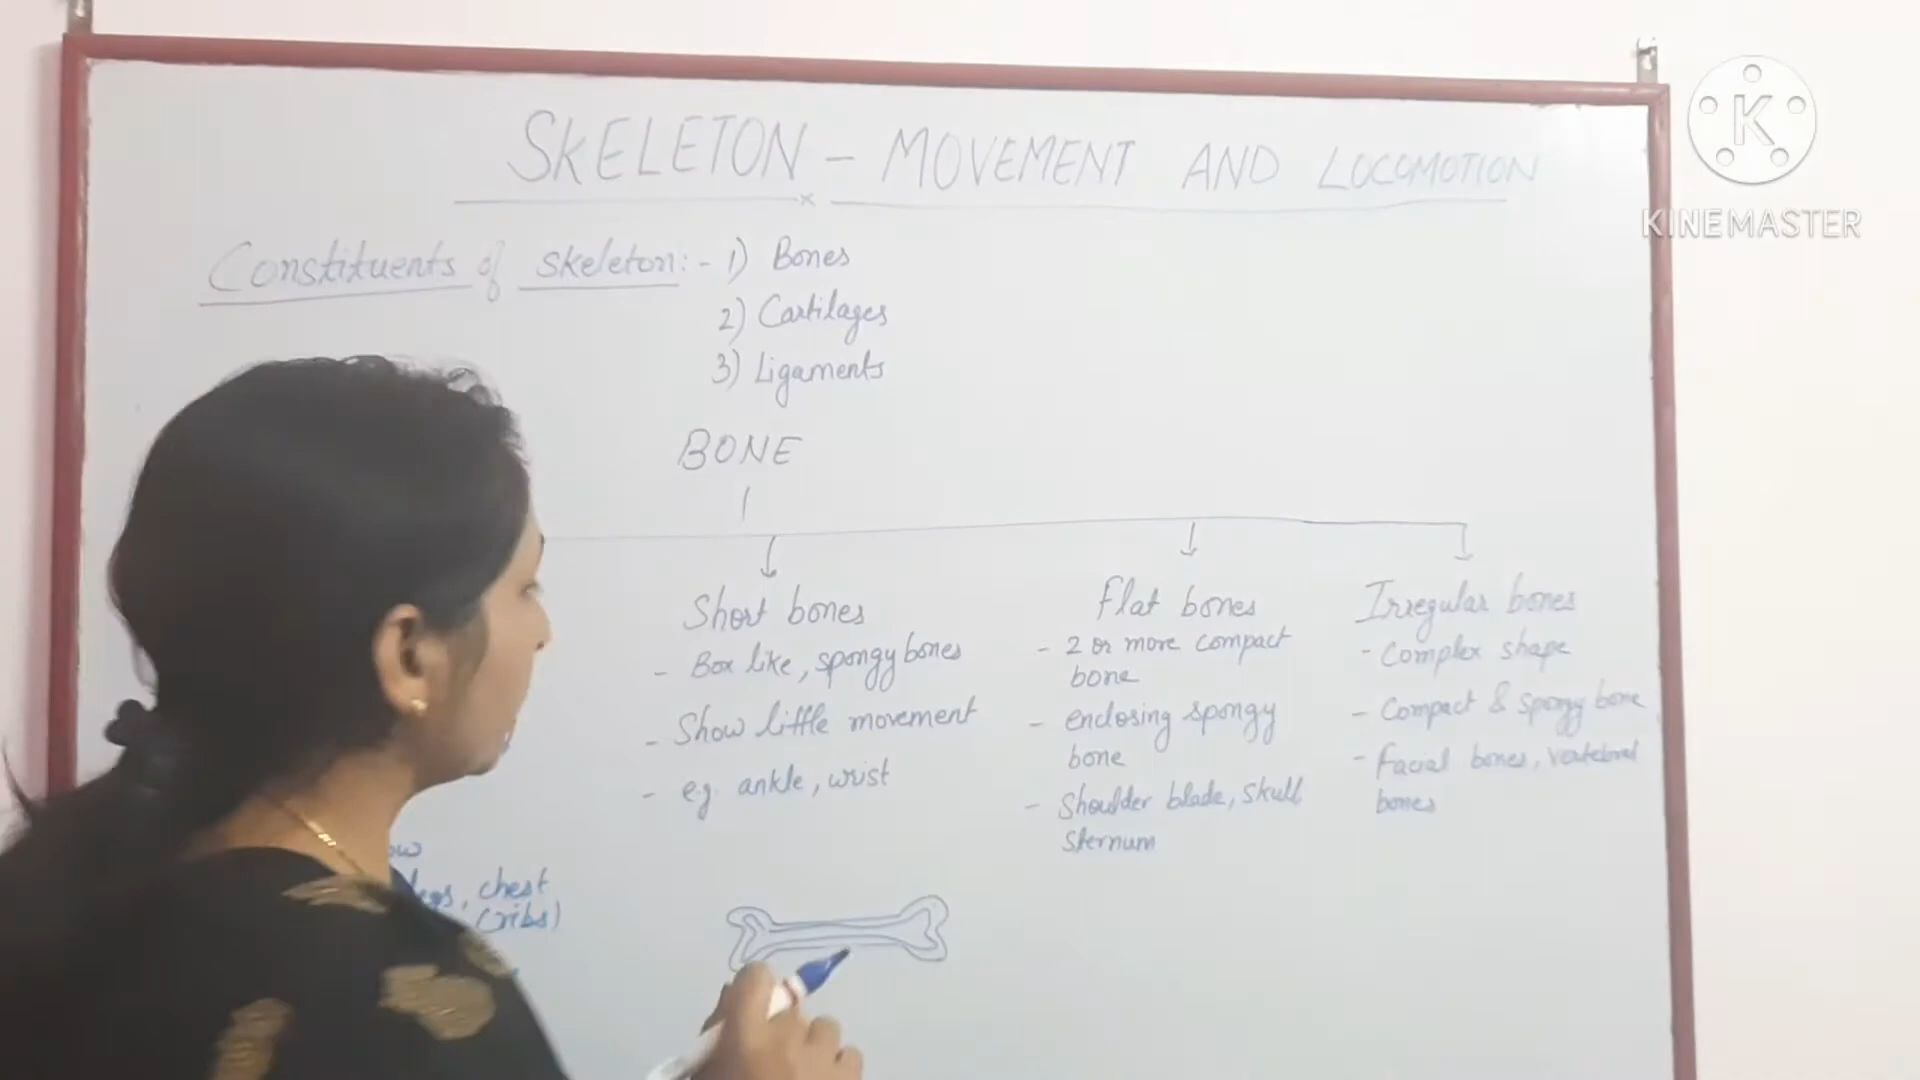 SKELETON - MOVEMENT AND LOCOMOTION
Constituents of skeleton:- 1) Bones
2) Cartilages
3) Ligaments
BONE
Short bones
- Box like, spongy bones
- Show little movement
- eg. ankle, wrist
Flat bones
- 2 or more compact
bone
- enclosing spongy
bone
- Shoulder blade, skull
Sternum
Irregular bones
- Complex shape
- Compact & spongy bone
- Facial bones, vertebral
bones
chest
(ribs)
K
KINEMASTER